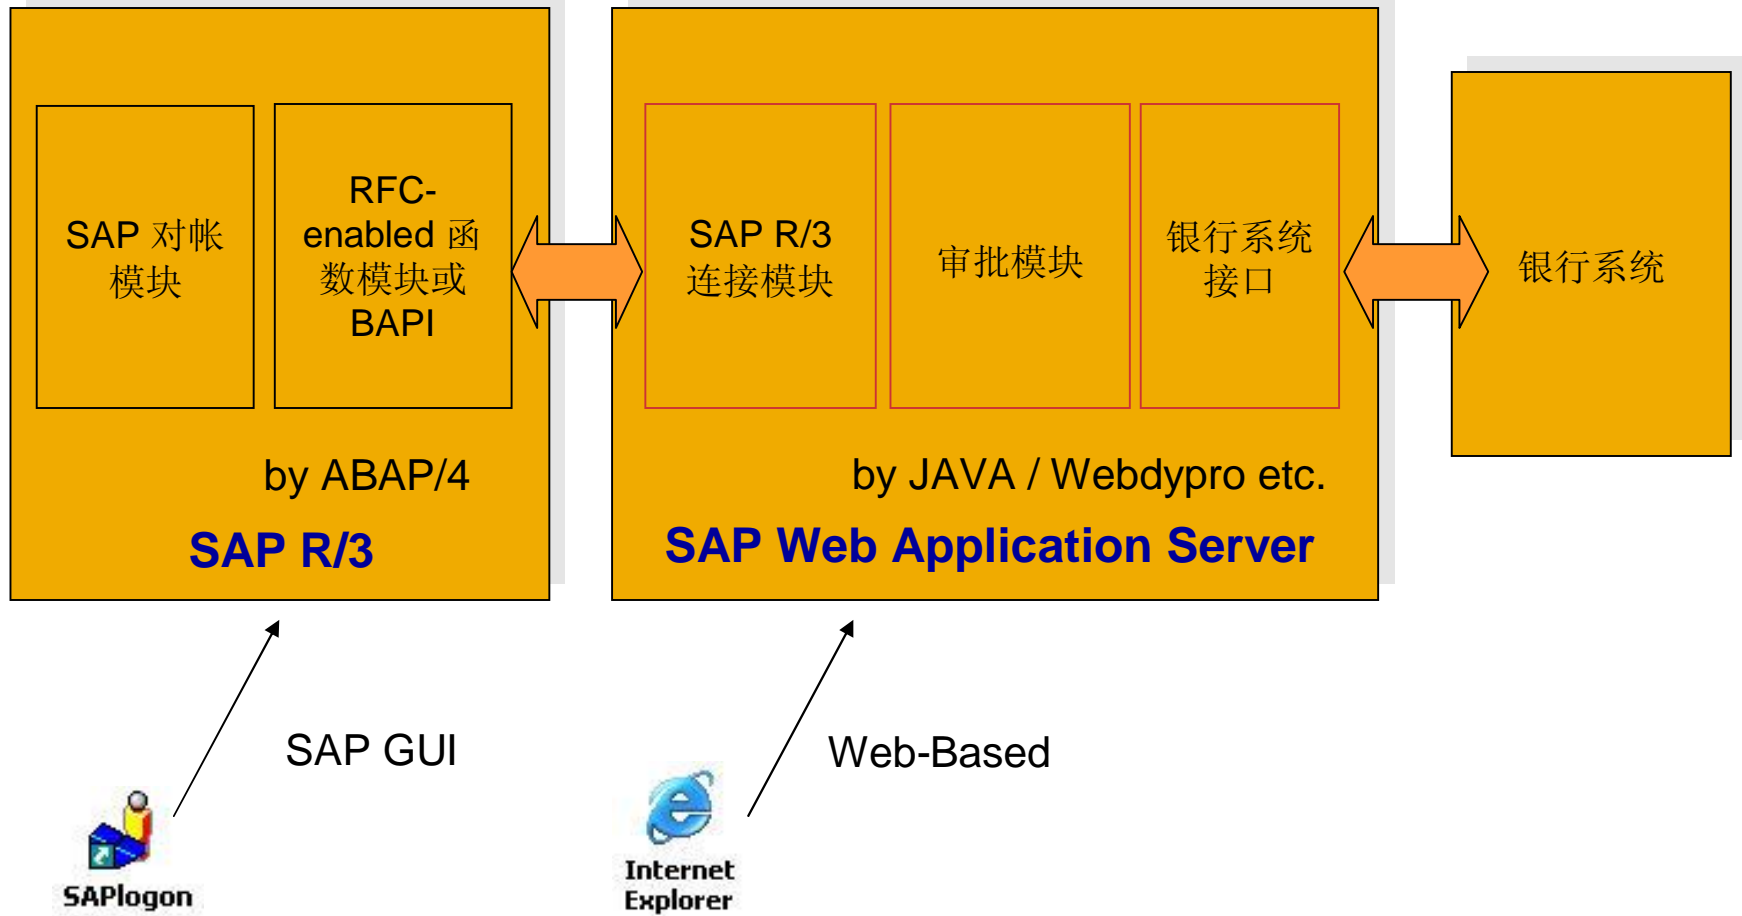 SAP 对帐
模块
RFC-
enabled 函
数模块或
BAPI
SAP R/3
连接模块
审批模块
银行系统
接口
银行系统
by ABAP/4
SAP R/3
by JAVA / Webdypro etc.
SAP Web Application Server
SAP GUI
Web-Based
SAPlogon
Internet
Explorer